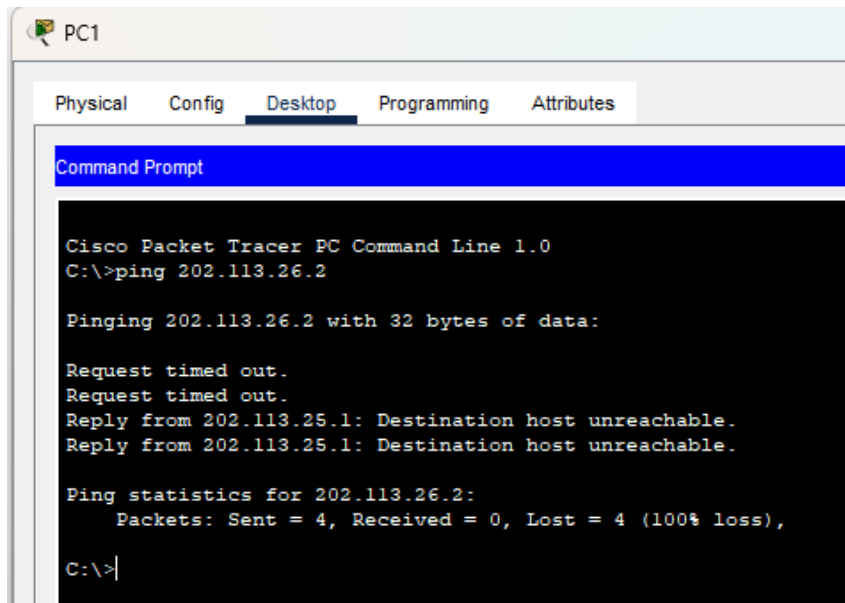 PC1
Physical Config Desktop Programming Attributes
Command Prompt
Cisco Packet Tracer PC Command Line 1.0
C:\>ping 202.113.26.2
Pinging 202.113.26.2 with 32 bytes of data:
Request timed out.
Request timed out.
Reply from 202.113.25.1: Destination host unreachable.
Reply from 202.113.25.1: Destination host unreachable.
Ping statistics for 202.113.26.2:
Packets: Sent = 4, Received = 0, Lost = 4 (100% loss),
C:\>